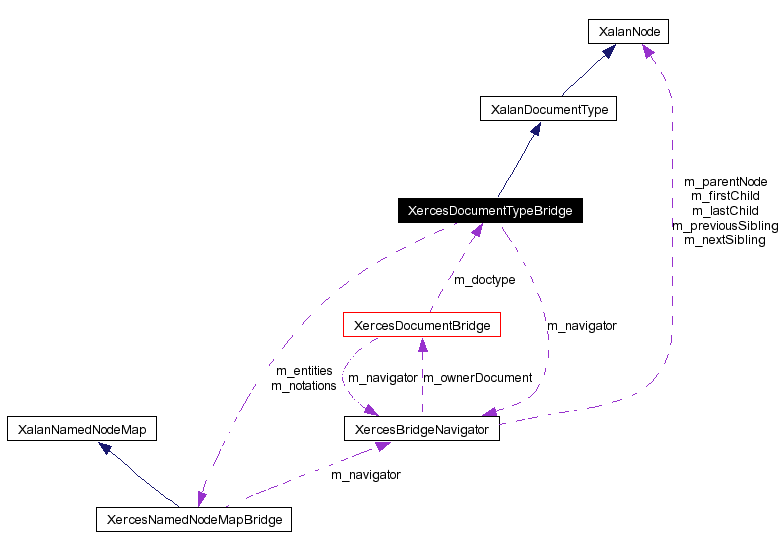 XalanNode
XalanDocumentType
m_parentNode
m_firstChild
m_lastChild
m_previousSibling
m_nextSibling
XercesDocumentTypeBridge
m_doctype
XercesDocumentBridge
m_navigator
m_entities
m_notations
m_navigator
m_ownerDocument
XalanNamedNodeMap
XercesBridgeNavigator
m_navigator
XercesNamedNodeMapBridge